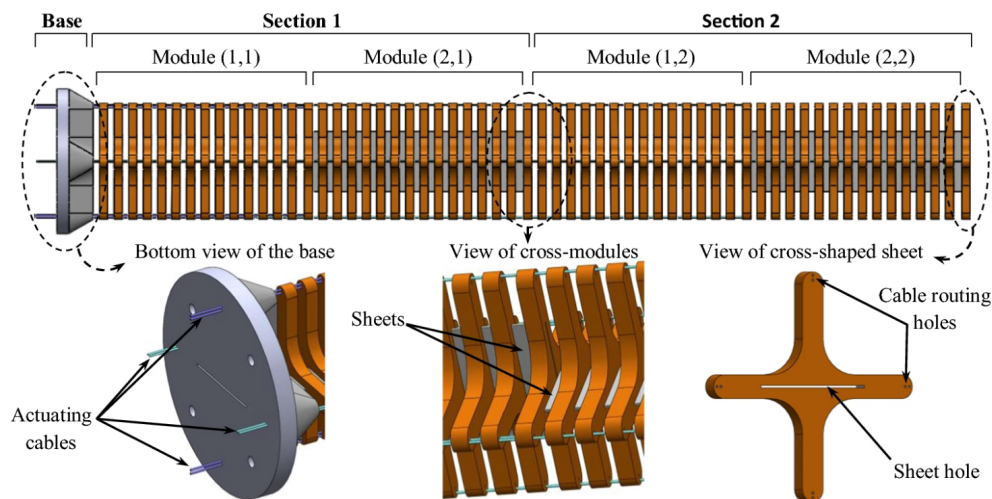 Base
Section 1
Section 2
Module (1,1)
Module (2,1)
Module (1,2)
Module (2,2)
Bottom view of the base
View of cross-modules
View of cross-shaped sheet
Sheets
Cable routing
holes
Actuating
cables
Sheet hole